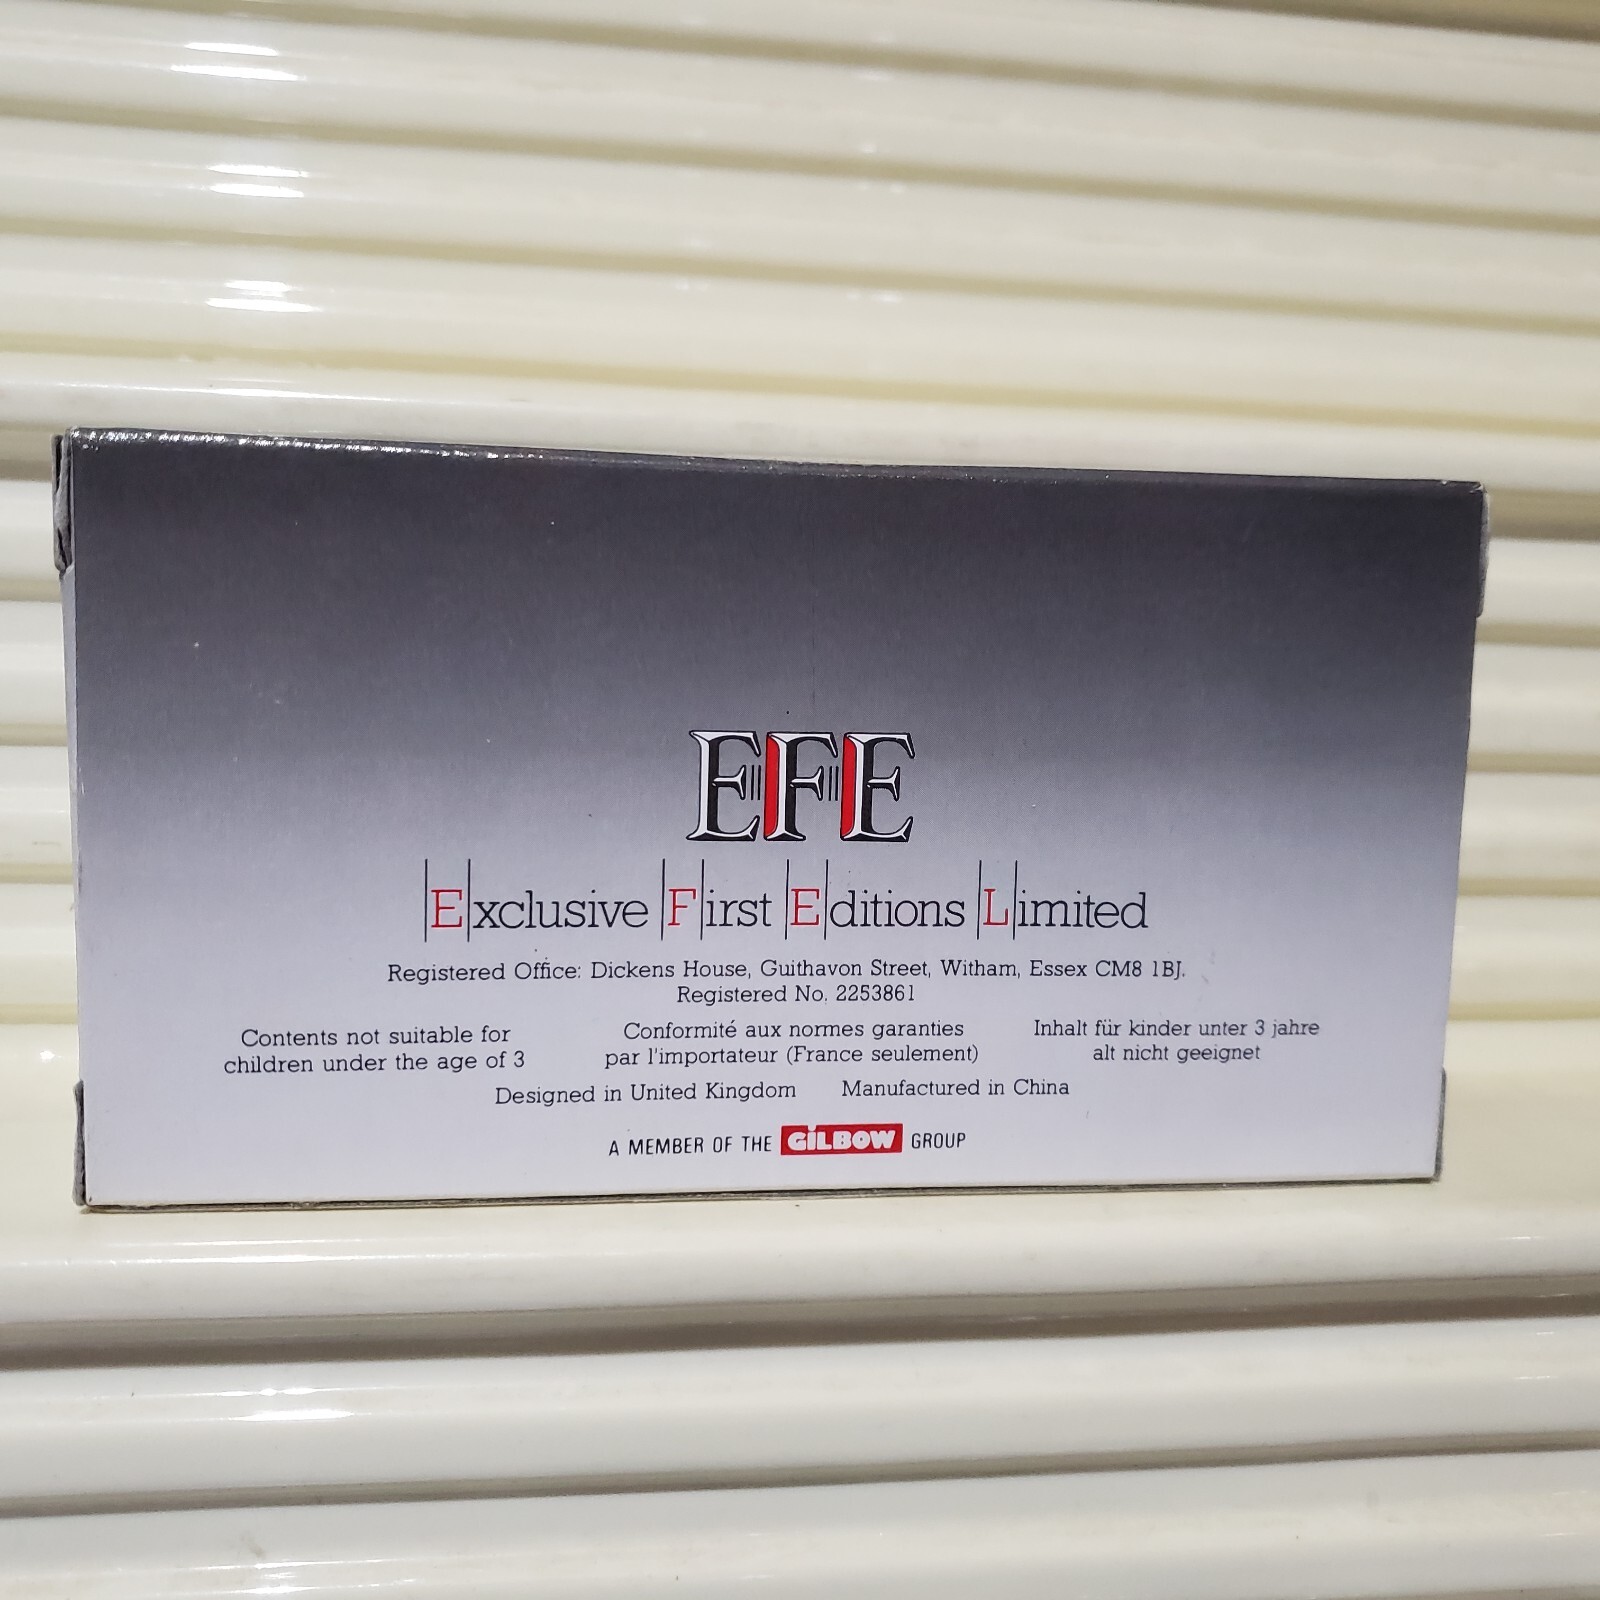 EFE
Exclusive First Editions Limited
Registered Office: Dickens House, Guithavon Street, Witham, Essex CM8 1BJ.
Registered No. 2253861
Contents not suitable for
children under the age of 3
Conformité aux normes garanties
par l'importateur (France seulement)
Inhalt für kinder unter 3 jahre
alt nicht geeignet
Designed in United Kingdom Manufactured in China
A MEMBER OF THE GiLBOW GROUP